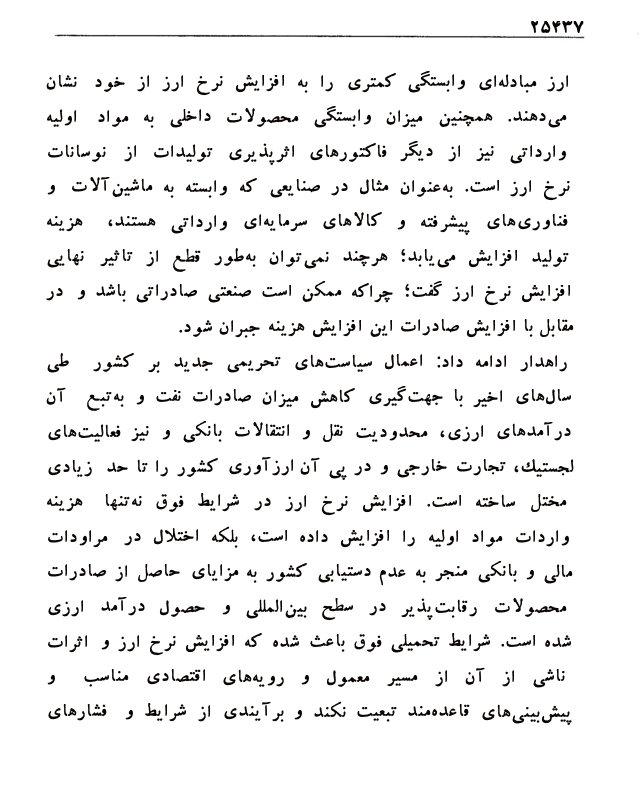 ۲۵۴۳۷
ارز مبادله‌ای وابستگی کمتری را به افزایش نرخ ارز از خود نشان
می‌دهند. همچنین میزان وابستگی محصولات داخلی به مواد اولیه
وارداتی نیز از دیگر فاکتورهای اثرپذیری تولیدات از نوسانات
نرخ ارز است. به‌عنوان مثال در صنایعی که وابسته به ماشین‌آلات و
فناوری‌های پیشرفته و کالاهای سرمایه‌ای وارداتی هستند، هزینه
تولید افزایش می‌یابد؛ هرچند نمی‌توان به‌طور قطع از تاثیر نهایی
افزایش نرخ ارز گفت؛ چراکه ممکن است صنعتی صادراتی باشد و در
مقابل با افزایش صادرات این افزایش هزینه جبران شود.
راهدار ادامه داد: اعمال سیاست‌های تحریمی جدید بر کشور طی
سال‌های اخیر با جهت‌گیری کاهش میزان صادرات نفت و به‌تبع آن
درآمدهای ارزی، محدودیت نقل و انتقالات بانکی و نیز فعالیت‌های
لجستیك، تجارت خارجی و در پی آن ارزآوری کشور را تا حد زیادی
مختل ساخته است. افزایش نرخ ارز در شرایط فوق نه‌تنها هزینه
واردات مواد اولیه را افزایش داده است، بلکه اختلال در مراودات
مالی و بانکی منجر به عدم دستیابی کشور به مزایای حاصل از صادرات
محصولات رقابت‌پذیر در سطح بین‌المللی و حصول درآمد ارزی
شده است. شرایط تحمیلی فوق باعث شده که افزایش نرخ ارز و اثرات
ناشی از آن از مسیر معمول و رویه‌های اقتصادی مناسب و
پیش‌بینی‌های قاعده‌مند تبعیت نکند و برآیندی از شرایط و فشارهای